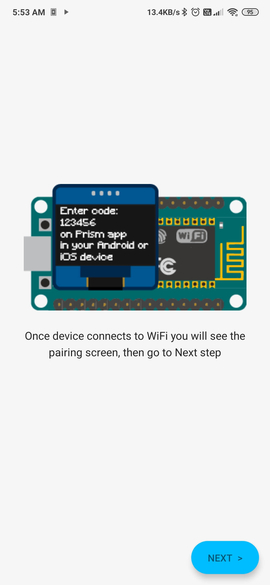 5:53 AM
13.4KB/s
95
Enter code:
123456
on Prism app
in your Android or
iOS device
WiFi
Once device connects to WiFi you will see the
pairing screen, then go to Next step
NEXT >